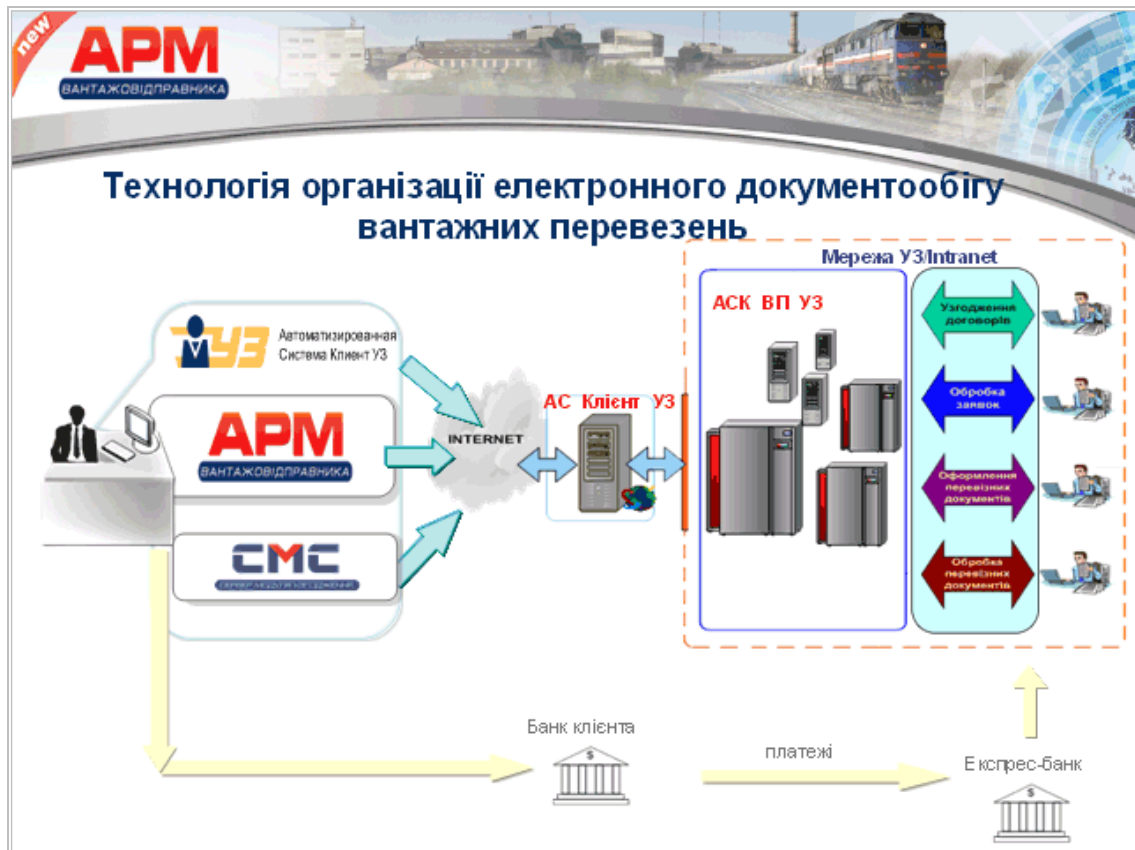 new
АРМ
ВАНТАЖОВІДПРАВНИКА
Технологія організації електронного документообігу
вантажних перевезень
Мережа УЗ/Intranet
АСК ВП УЗ
Узгодження
договорів
Обробка
заявок
Оформлення
перевізних
документів
Обробка
перевізних
документів
УЗ
Автоматизированная
Система Клиент УЗ
АРМ
ВАНТАЖОВІДПРАВНИКА
СМС
INTERNET
АС Клієнт УЗ
Банк клієнта
$
платежі
Експрес-банк
$